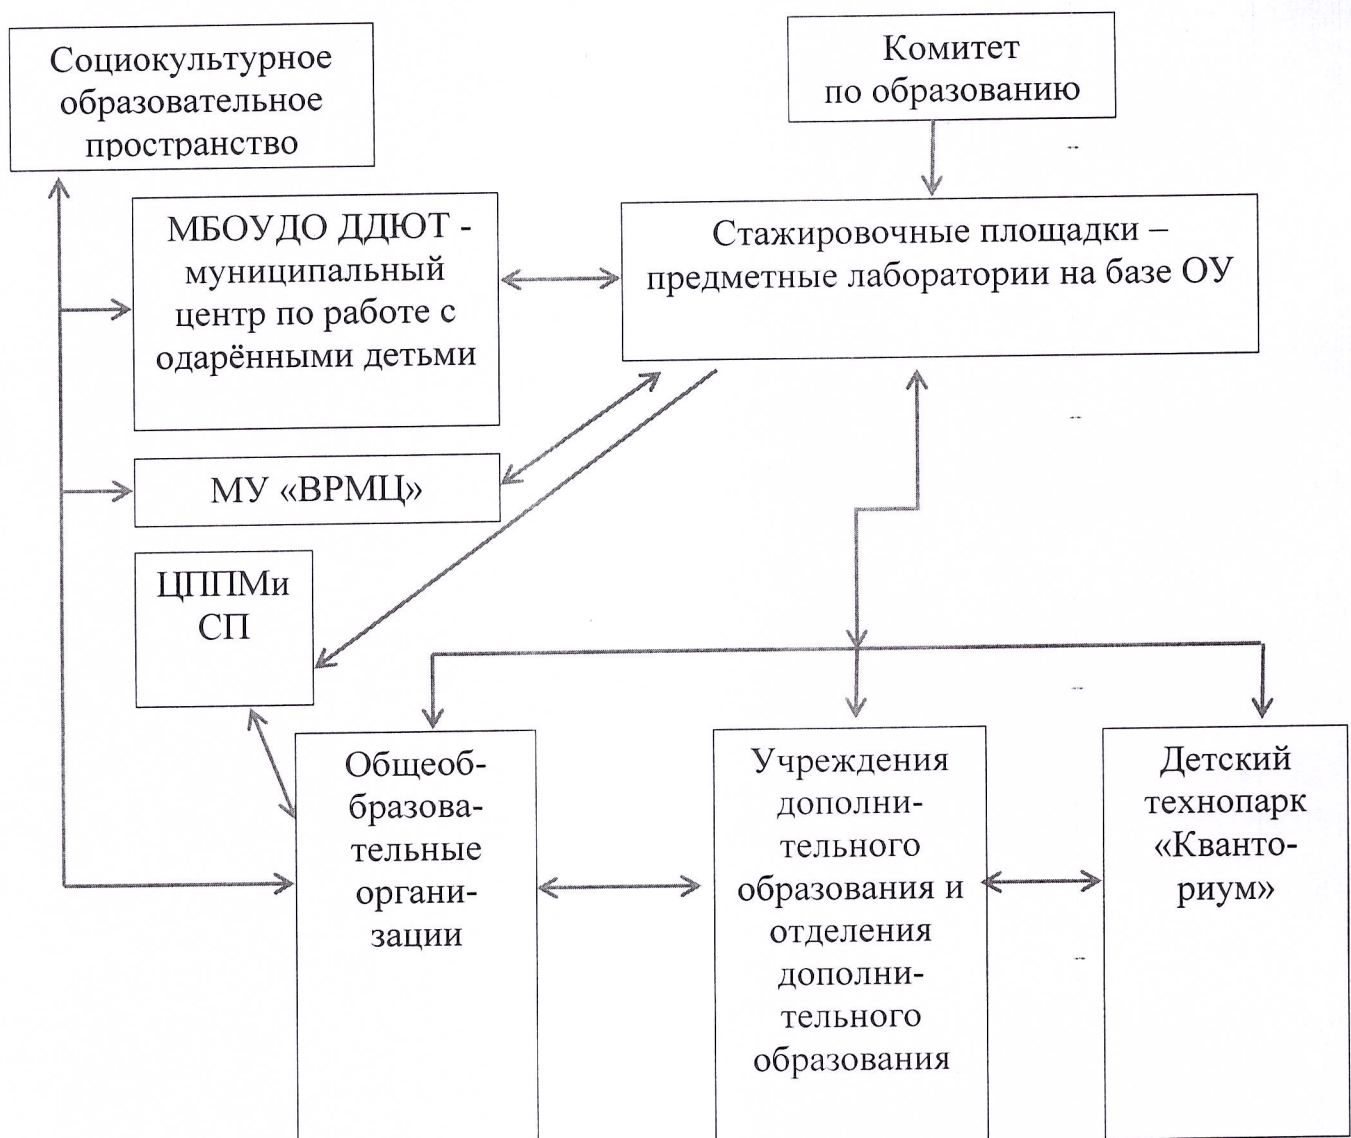 Социокультурное
образовательное
пространство
Комитет
по образованию
МБОУДО ДДЮТ -
муниципальный
центр по работе с
одарёнными детьми
Стажировочные площадки –
предметные лаборатории на базе ОУ
МУ «ВРМЦ»
ЦППМи
СП
Общеоб-
бразова-
тельные
органи-
зации
Учреждения
дополни-
тельного
образования и
отделения
дополни-
тельного
образования
Детский
технопарк
«Кванто-
риум»